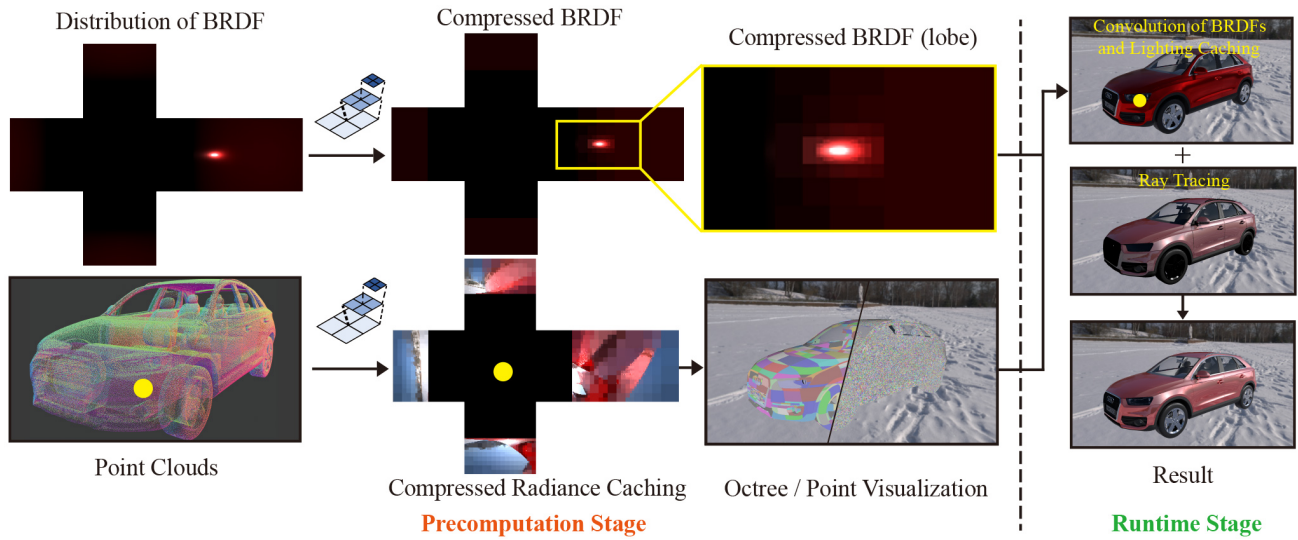 Distribution of BRDF
Compressed BRDF
Compressed BRDF (lobe)
Convolution of BRDFs
and Lighting Caching
+
Ray Tracing
Point Clouds
Compressed Radiance Caching
Octree / Point Visualization
Result
Precomputation Stage
Runtime Stage